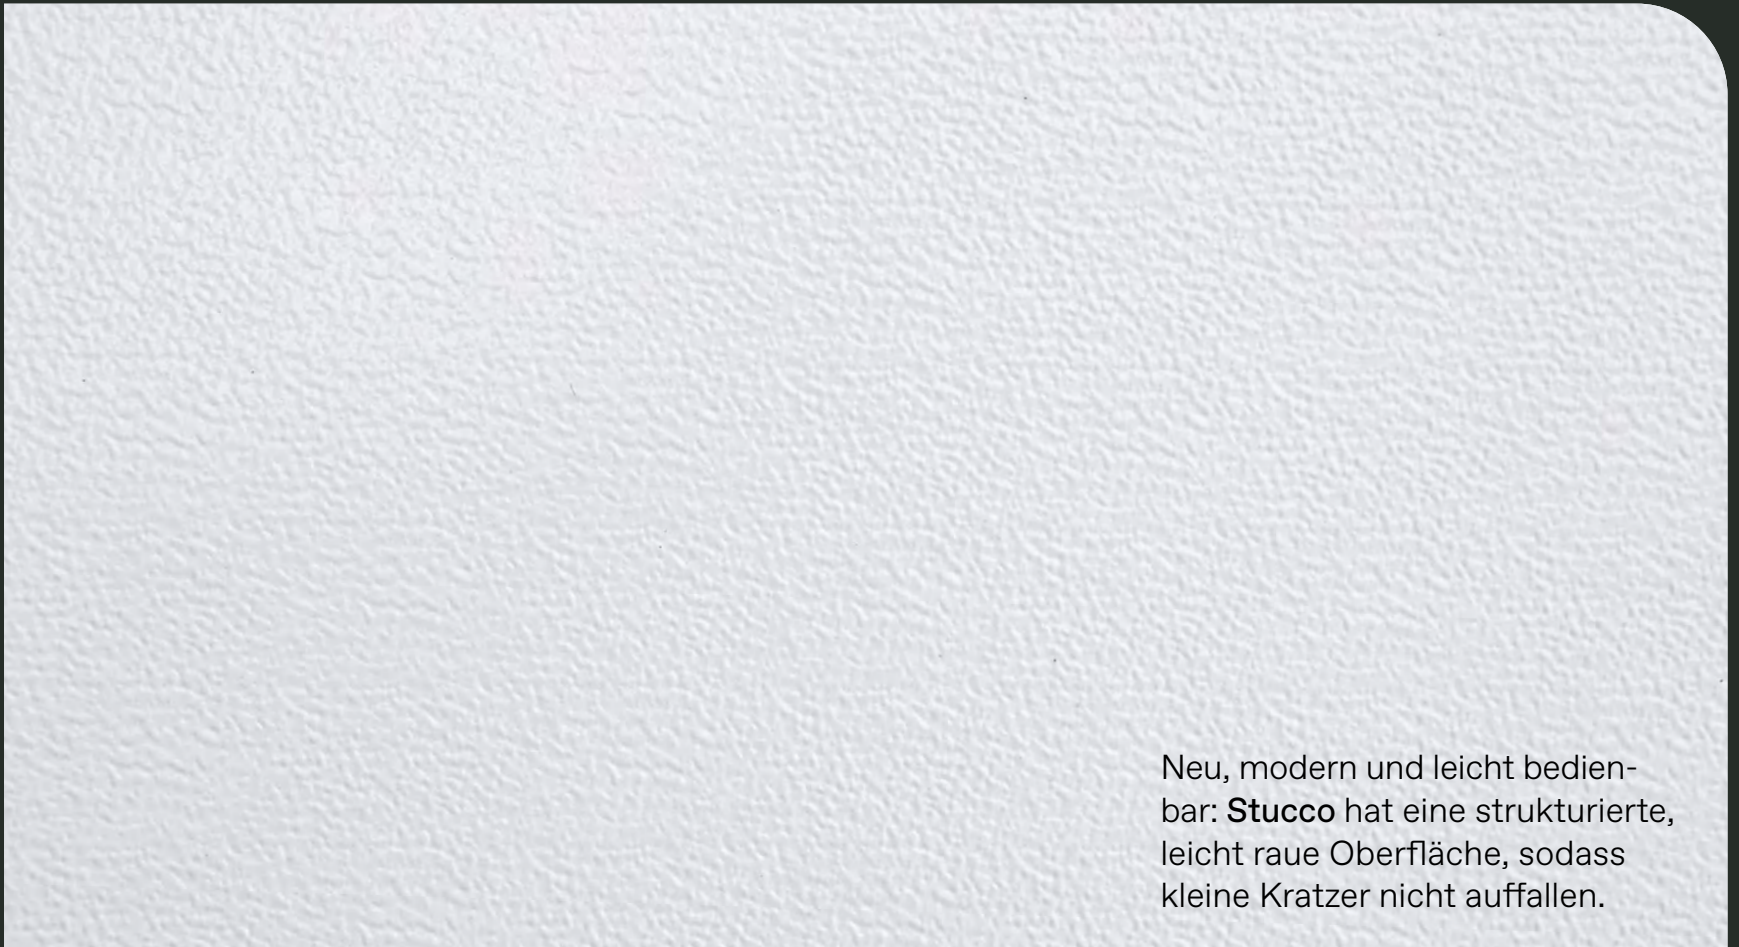 Neu, modern und leicht bedien-
bar: Stucco hat eine strukturierte,
leicht raue Oberfläche, sodass
kleine Kratzer nicht auffallen.